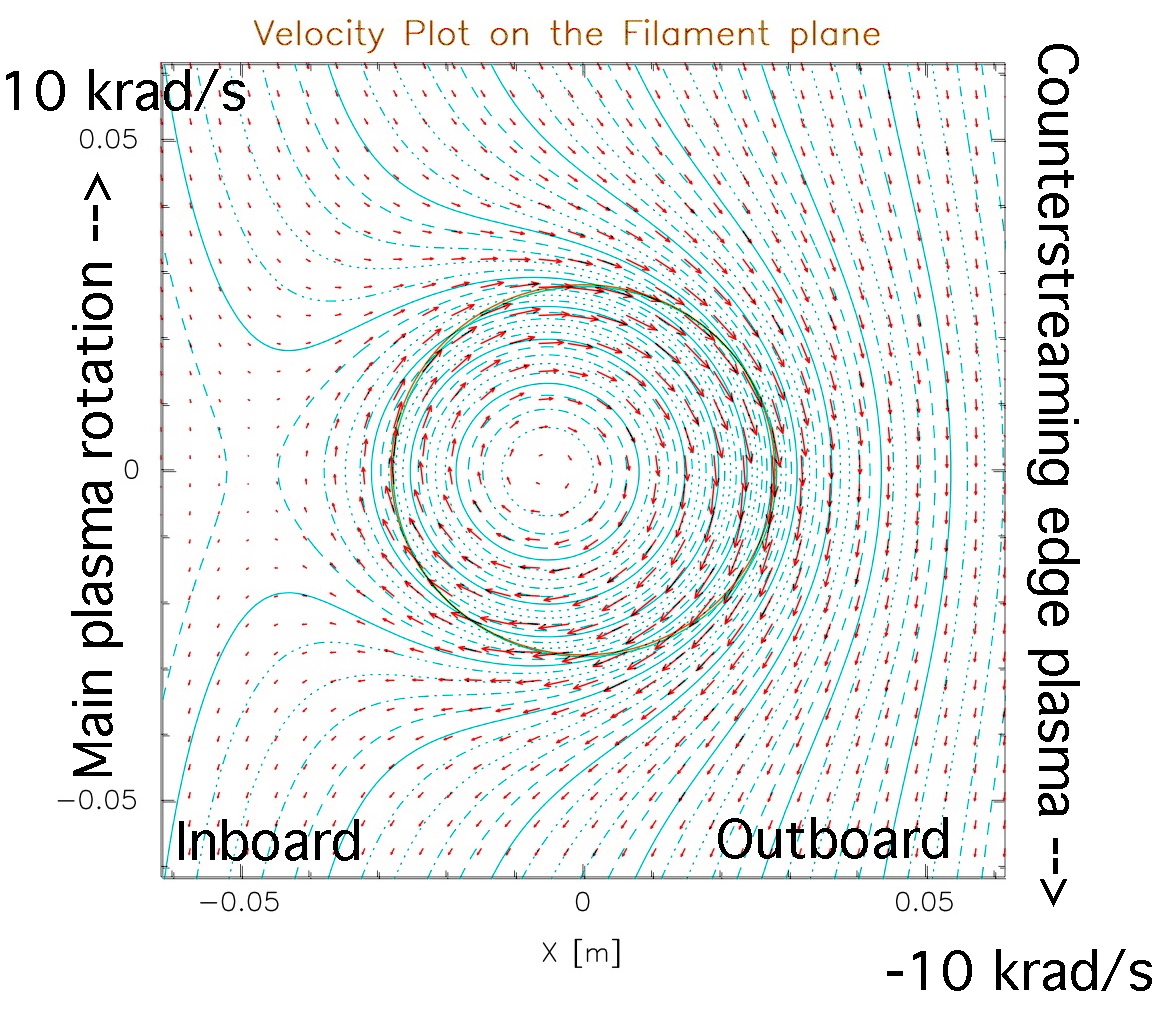 Velocity Plot on the Filament plane
10 krad/s
0.05
Main plasma rotation -->
0
−0.05
Counterstreaming edge plasma -->
Inboard
Outboard
−0.05
0
0.05
X [m]
-10 krad/s